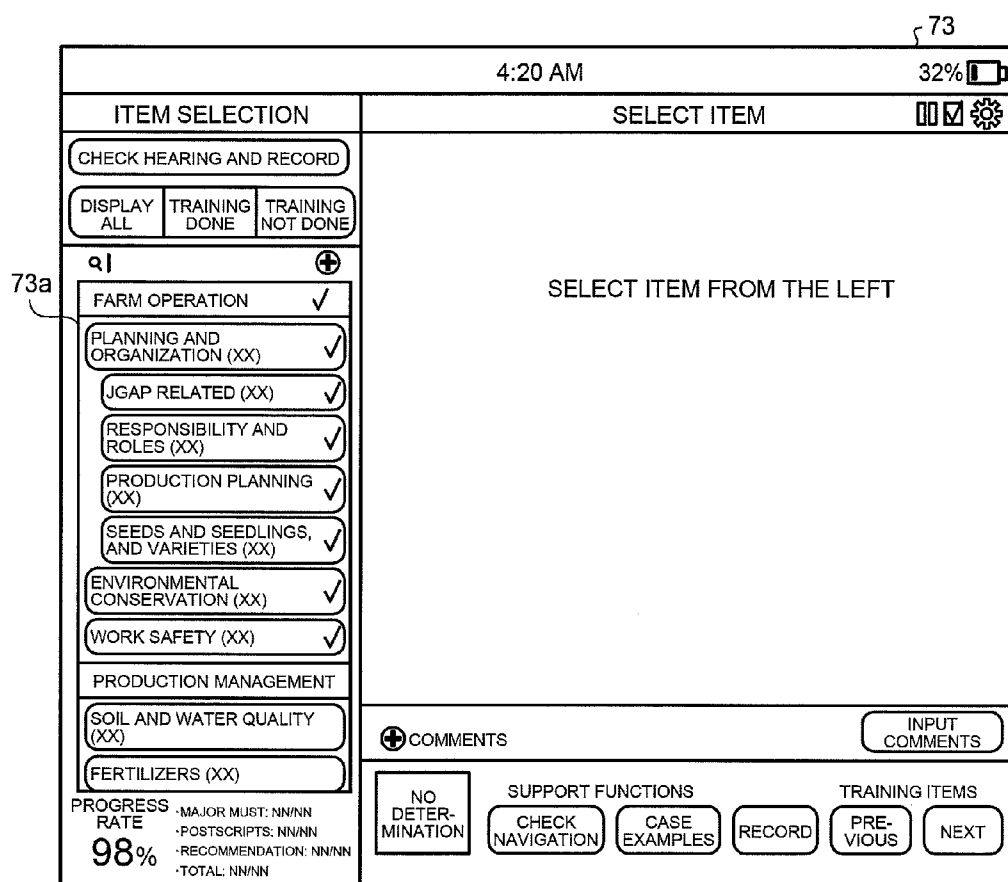 73
4:20 AM
32%
ITEM SELECTION
SELECT ITEM
CHECK HEARING AND RECORD
DISPLAY
ALL
TRAINING
DONE
TRAINING
NOT DONE
73a
FARM OPERATION
PLANNING AND
ORGANIZATION (XX)
JGAP RELATED (XX)
RESPONSIBILITY AND
ROLES (XX)
PRODUCTION PLANNING
(XX)
SEEDS AND SEEDLINGS,
AND VARIETIES (XX)
ENVIRONMENTAL
CONSERVATION (XX)
WORK SAFETY (XX)
PRODUCTION MANAGEMENT
SOIL AND WATER QUALITY
(XX)
FERTILIZERS (XX)
PROGRESS
RATE
98%
·MAJOR MUST: NN/NN
·POSTSCRIPTS: NN/NN
·RECOMMENDATION: NN/NN
·TOTAL: NN/NN
SELECT ITEM FROM THE LEFT
COMMENTS
INPUT
COMMENTS
NO
DETER-
MINATION
SUPPORT FUNCTIONS
CHECK
NAVIGATION
CASE
EXAMPLES
RECORD
TRAINING ITEMS
PRE-
VIOUS
NEXT